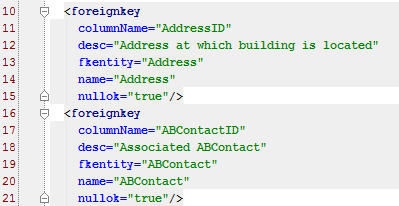 10 <foreignkey
11 columnName="AddressID"
12 desc="Address at which building is located"
13 fkentity="Address"
14 name="Address"
15 nullok="true"/>
16 <foreignkey
17 columnName="ABContactID"
18 desc="Associated ABContact"
19 fkentity="ABContact"
20 name="ABContact"
21 nullok="true"/>